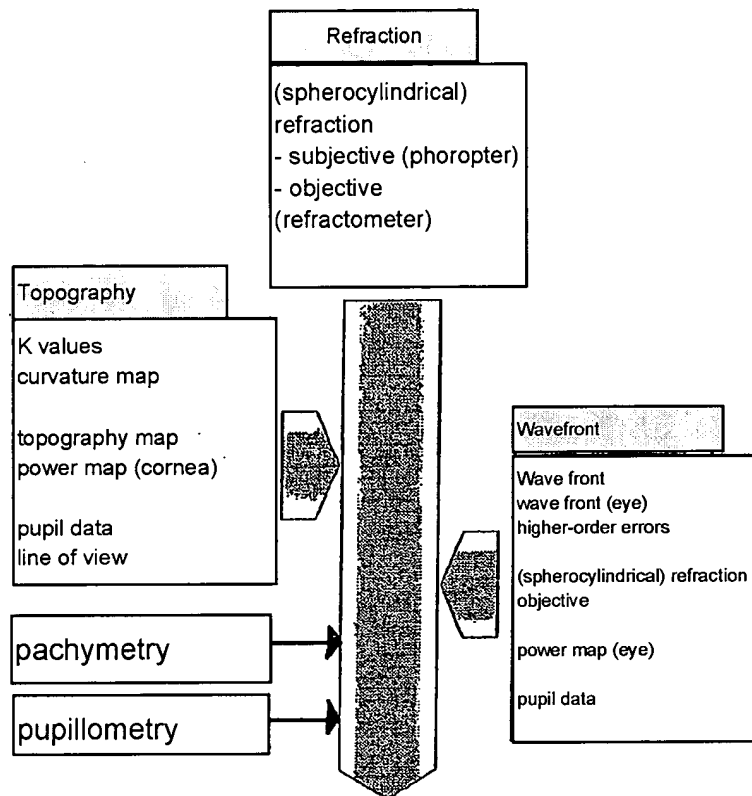 Refraction
(spherocylindrical)
refraction
- subjective (phoropter)
- objective
(refractometer)
Topography
K values
curvature map
topography map
power map (cornea)
pupil data
line of view
Wavefront
Wave front
wave front (eye)
higher-order errors
(spherocylindrical) refraction
objective
power map (eye)
pupil data
pachymetry
pupillometry